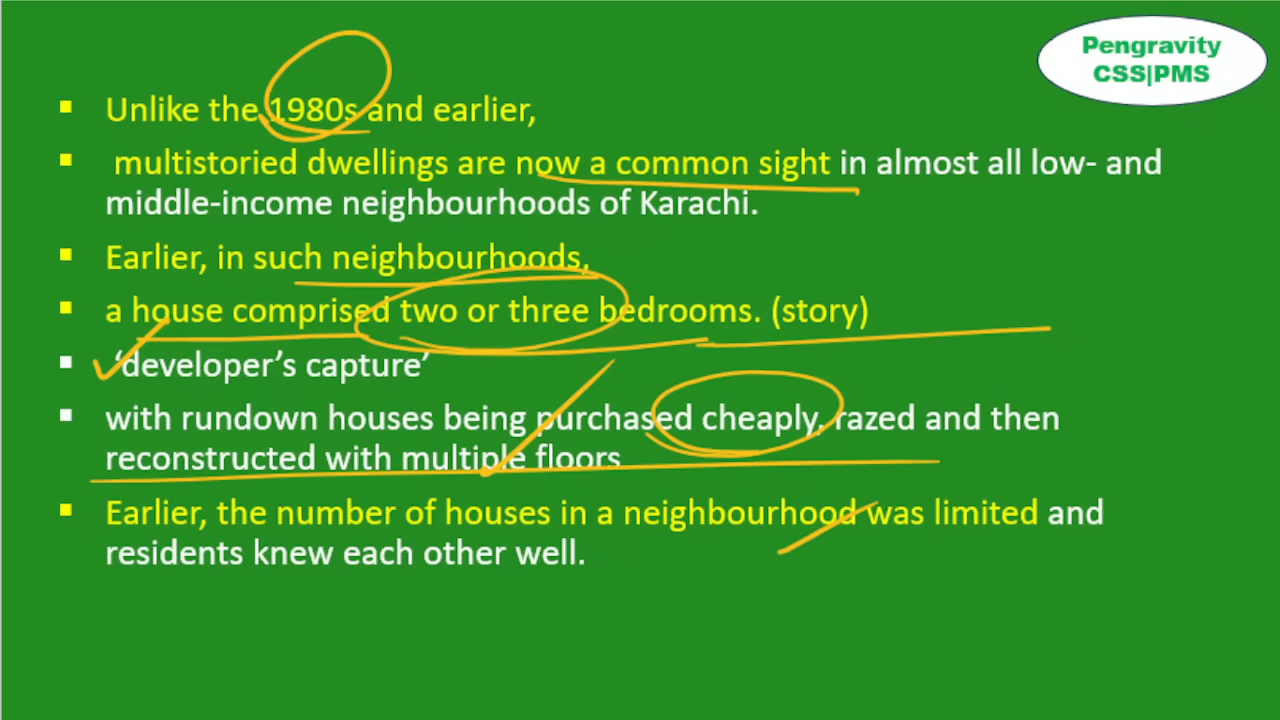 Pengravity
CSS|PMS
▪ Unlike the 1980s and earlier,
▪ multistoried dwellings are now a common sight in almost all low- and
middle-income neighbourhoods of Karachi.
▪ Earlier, in such neighbourhoods,
▪ a house comprised two or three bedrooms. (story)
▪ ‘developer’s capture’
▪ with rundown houses being purchased cheaply, razed and then
reconstructed with multiple floors
▪ Earlier, the number of houses in a neighbourhood was limited and
residents knew each other well.